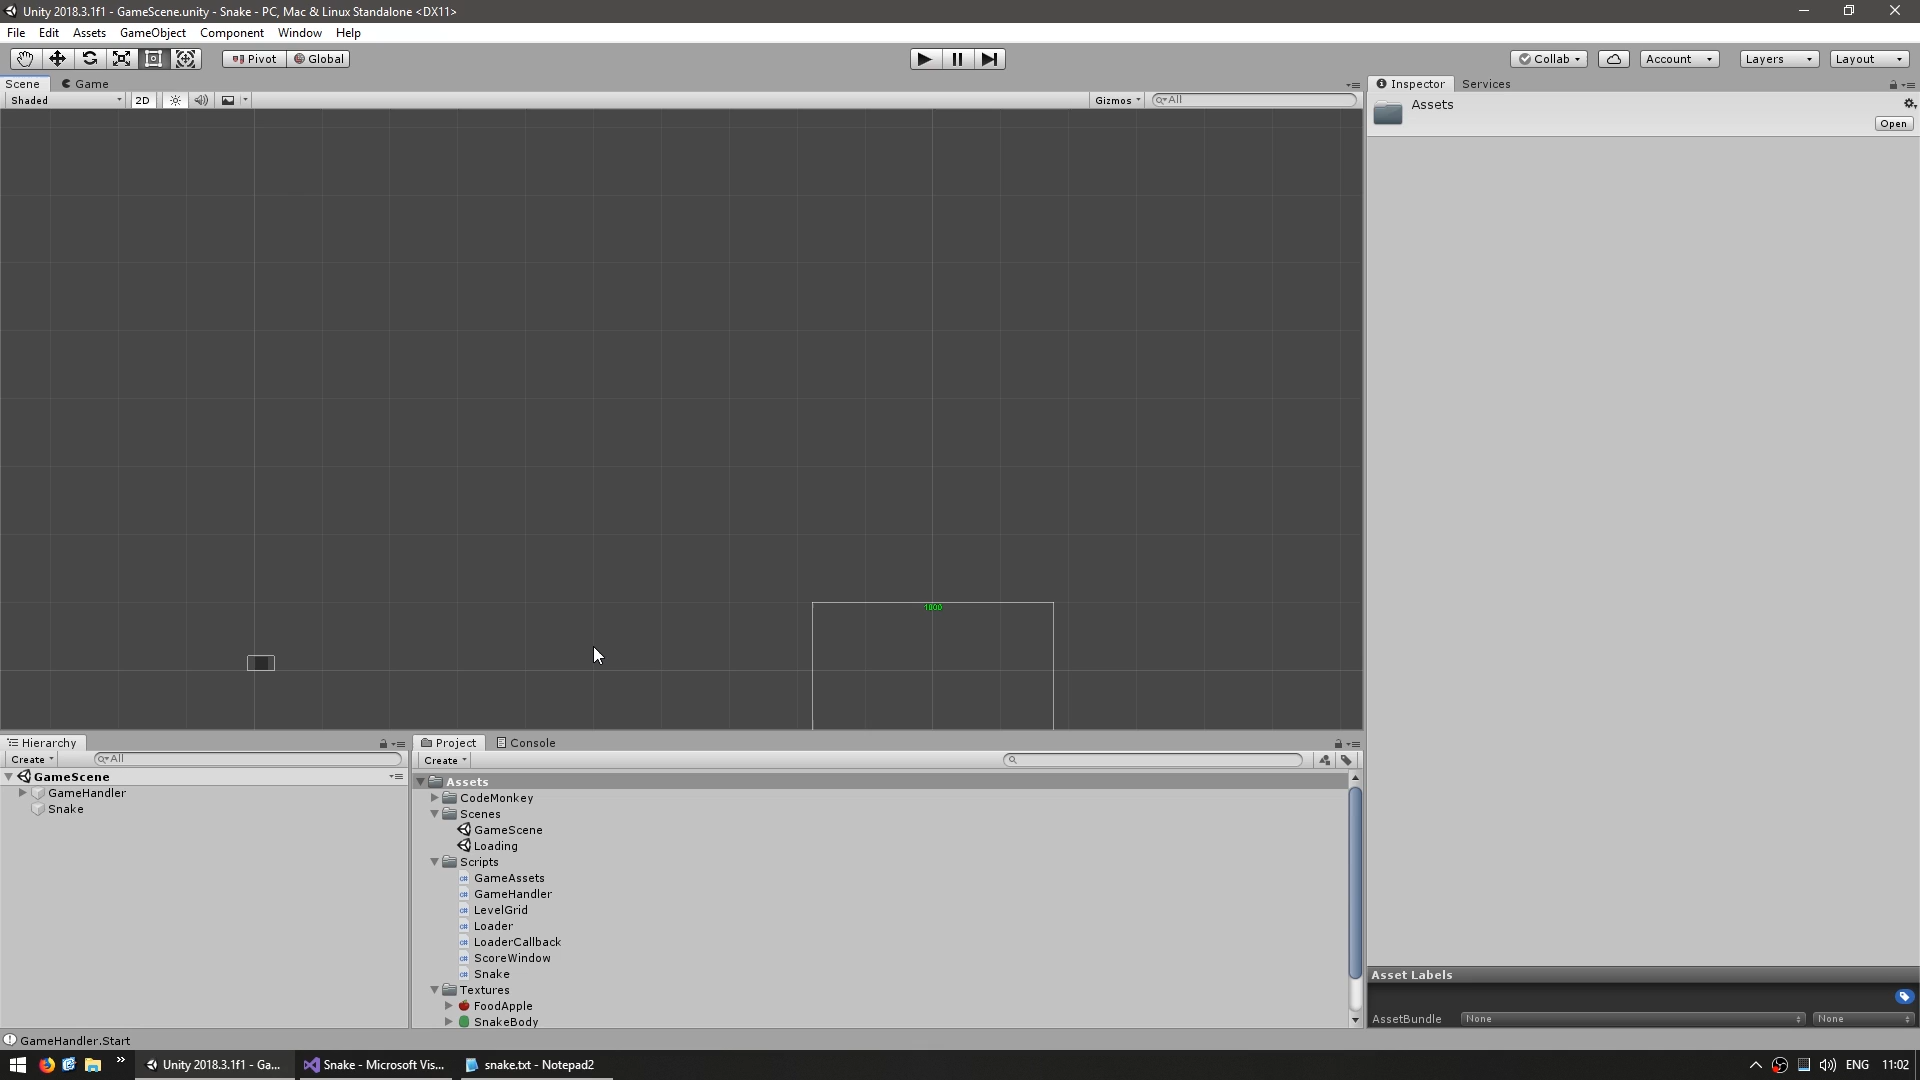 Unity 2018.3.1f1 - GameScene.unity - Snake - PC, Mac & Linux Standalone <DX11>
File Edit Assets GameObject Component Window Help
Pivot Global Collab Account Layers Layout
Scene Game Inspector Services
Shaded 2D Gizmos All
Assets
Open
1000
Hierarchy Project Console
Create All Create
GameScene
GameHandler
Snake
Assets
CodeMonkey
Scenes
GameScene
Loading
Scripts
GameAssets
GameHandler
LevelGrid
Loader
LoaderCallback
ScoreWindow
Snake
Textures
FoodApple
SnakeBody
Asset Labels
AssetBundle None None
GameHandler.Start
Unity 2018.3.1f1 - Ga... Snake - Microsoft Vis... snake.txt - Notepad2 ENG 11:02